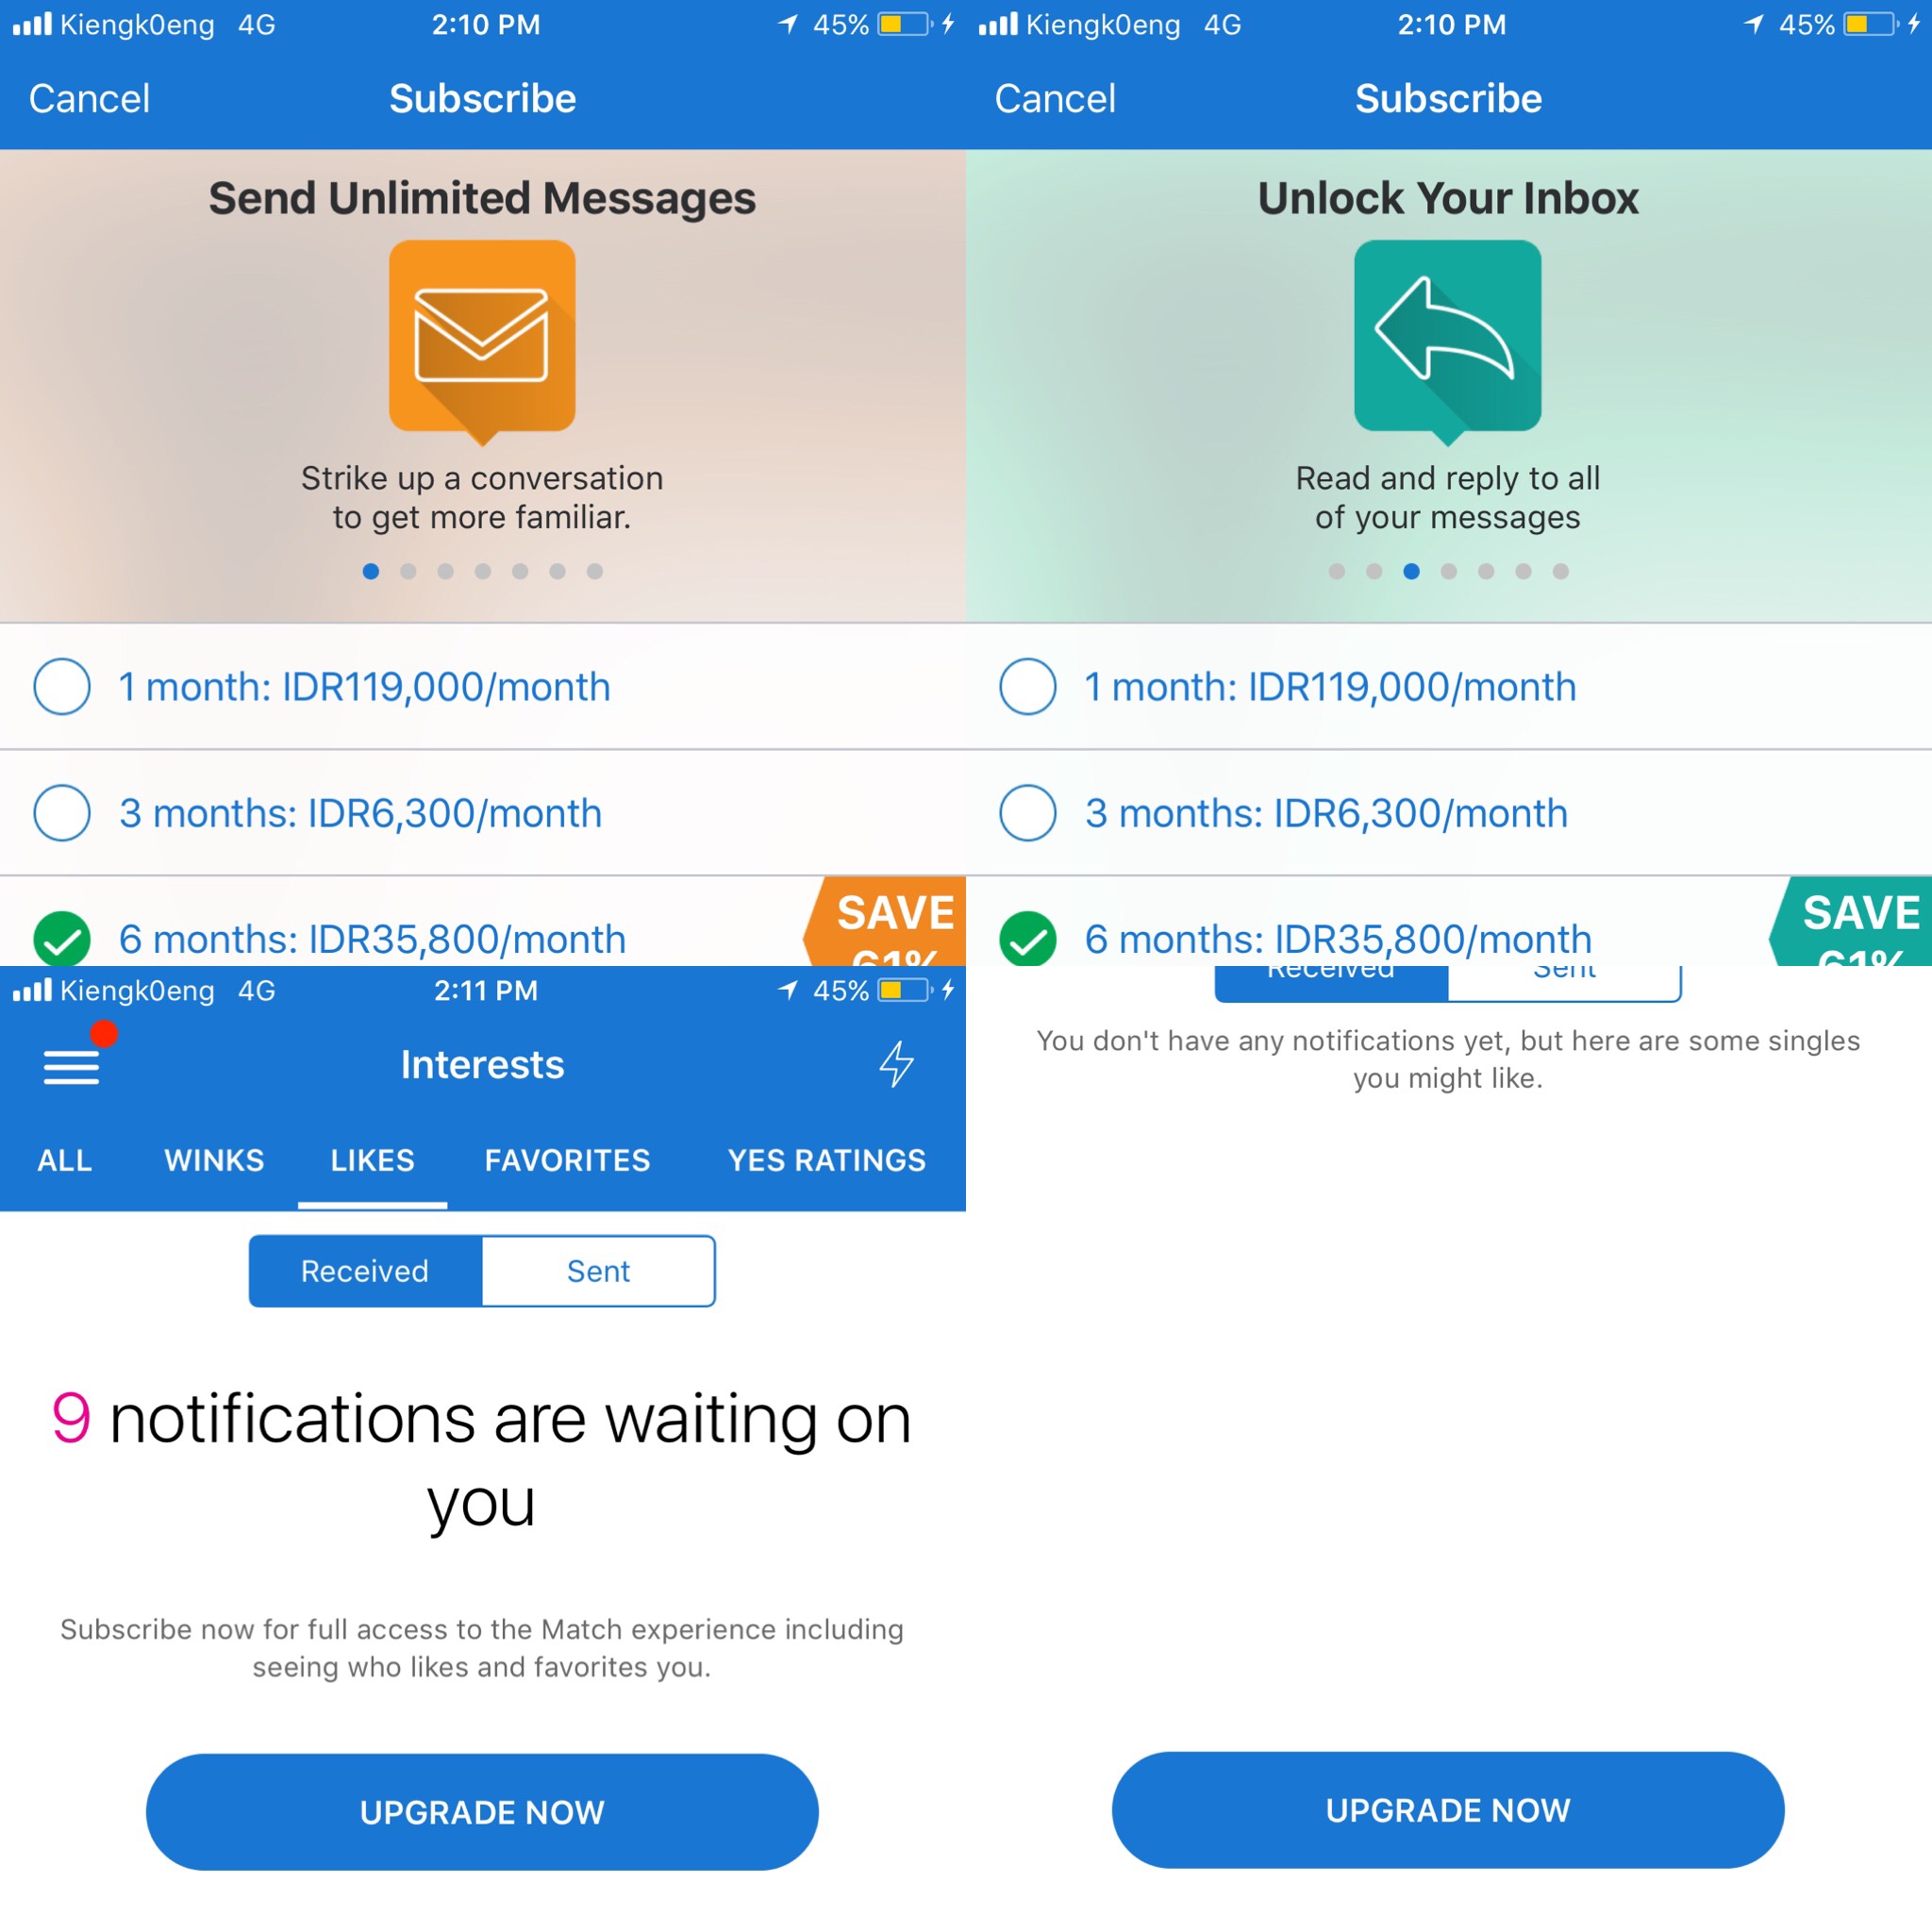 Kiengk0eng 4G 2:10 PM 45%
Cancel Subscribe
Send Unlimited Messages
Strike up a conversation
to get more familiar.
1 month: IDR119,000/month
3 months: IDR6,300/month
6 months: IDR35,800/month
SAVE
61%
Kiengk0eng 4G 2:10 PM 45%
Cancel Subscribe
Unlock Your Inbox
Read and reply to all
of your messages
1 month: IDR119,000/month
3 months: IDR6,300/month
6 months: IDR35,800/month
SAVE
61%
Kiengk0eng 4G 2:11 PM 45%
Interests
ALL WINKS LIKES FAVORITES YES RATINGS
Received Sent
9 notifications are waiting on
you
Subscribe now for full access to the Match experience including
seeing who likes and favorites you.
UPGRADE NOW
Received Sent
You don't have any notifications yet, but here are some singles
you might like.
UPGRADE NOW